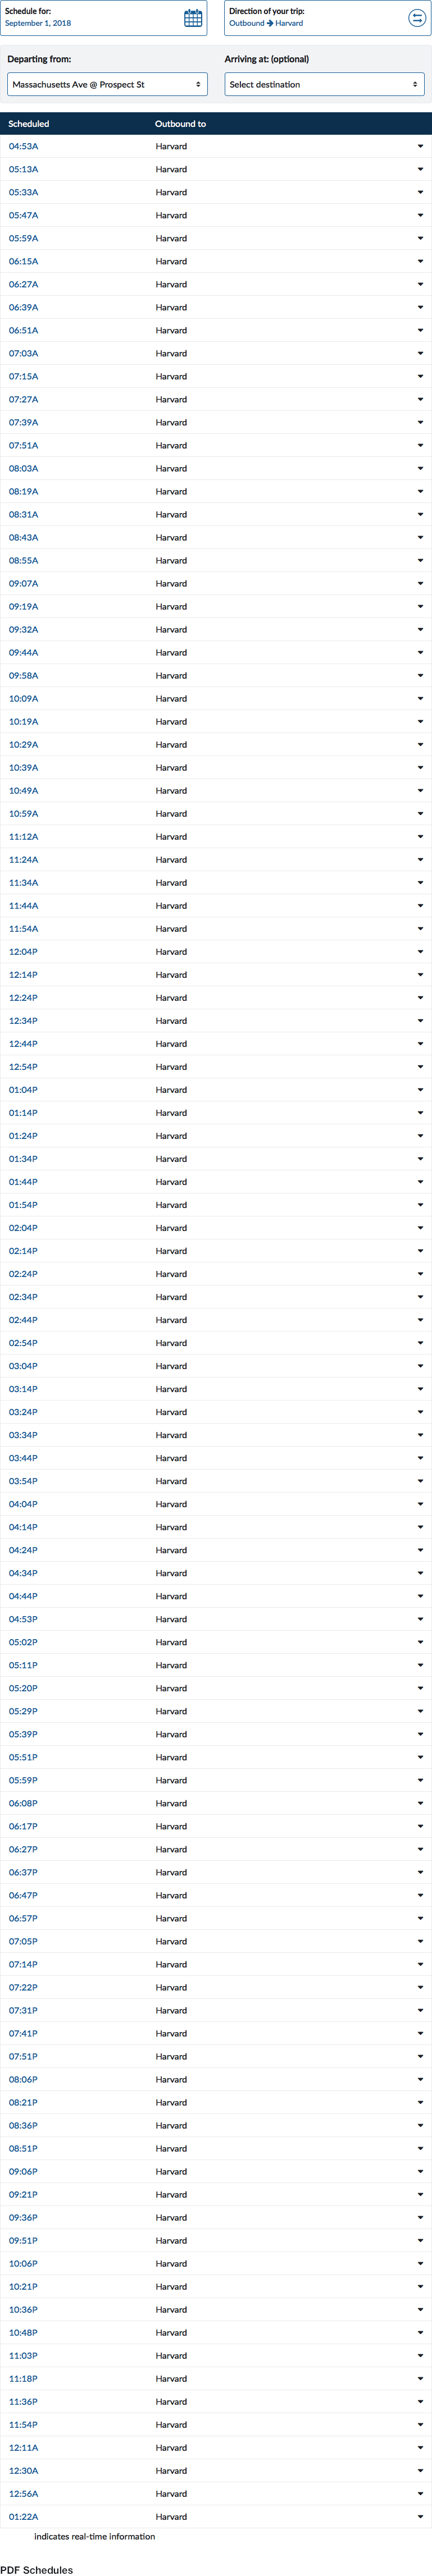 Schedule for:
September 1, 2018
Direction of your trip:
Outbound → Harvard
Departing from:
Massachusetts Ave @ Prospect St
Arriving at: (optional)
Select destination
Scheduled Outbound to
04:53A Harvard
05:13A Harvard
05:33A Harvard
05:47A Harvard
05:59A Harvard
06:15A Harvard
06:27A Harvard
06:39A Harvard
06:51A Harvard
07:03A Harvard
07:15A Harvard
07:27A Harvard
07:39A Harvard
07:51A Harvard
08:03A Harvard
08:19A Harvard
08:31A Harvard
08:43A Harvard
08:55A Harvard
09:07A Harvard
09:19A Harvard
09:32A Harvard
09:44A Harvard
09:58A Harvard
10:09A Harvard
10:19A Harvard
10:29A Harvard
10:39A Harvard
10:49A Harvard
10:59A Harvard
11:12A Harvard
11:24A Harvard
11:34A Harvard
11:44A Harvard
11:54A Harvard
12:04P Harvard
12:14P Harvard
12:24P Harvard
12:34P Harvard
12:44P Harvard
12:54P Harvard
01:04P Harvard
01:14P Harvard
01:24P Harvard
01:34P Harvard
01:44P Harvard
01:54P Harvard
02:04P Harvard
02:14P Harvard
02:24P Harvard
02:34P Harvard
02:44P Harvard
02:54P Harvard
03:04P Harvard
03:14P Harvard
03:24P Harvard
03:34P Harvard
03:44P Harvard
03:54P Harvard
04:04P Harvard
04:14P Harvard
04:24P Harvard
04:34P Harvard
04:44P Harvard
04:53P Harvard
05:02P Harvard
05:11P Harvard
05:20P Harvard
05:29P Harvard
05:39P Harvard
05:51P Harvard
05:59P Harvard
06:08P Harvard
06:17P Harvard
06:27P Harvard
06:37P Harvard
06:47P Harvard
06:57P Harvard
07:05P Harvard
07:14P Harvard
07:22P Harvard
07:31P Harvard
07:41P Harvard
07:51P Harvard
08:06P Harvard
08:21P Harvard
08:36P Harvard
08:51P Harvard
09:06P Harvard
09:21P Harvard
09:36P Harvard
09:51P Harvard
10:06P Harvard
10:21P Harvard
10:36P Harvard
10:48P Harvard
11:03P Harvard
11:18P Harvard
11:36P Harvard
11:54P Harvard
12:11A Harvard
12:30A Harvard
12:56A Harvard
01:22A Harvard
indicates real-time information
PDF Schedules